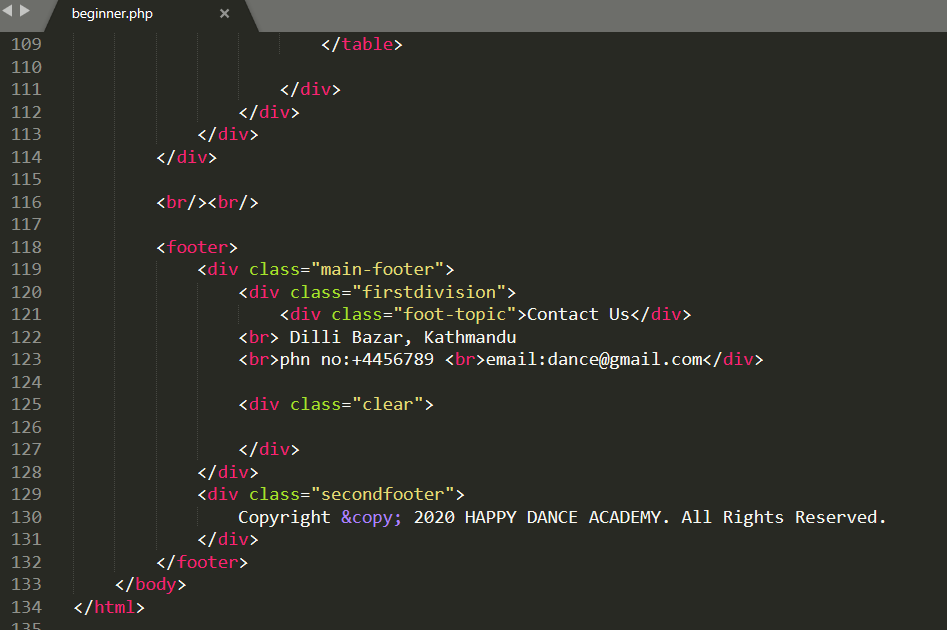 beginner.php ×
109 </table>
110
111 </div>
112 </div>
113 </div>
114 </div>
115
116 <br/><br/>
117
118 <footer>
119 <div class="main-footer">
120 <div class="firstdivision">
121 <div class="foot-topic">Contact Us</div>
122 <br> Dilli Bazar, Kathmandu
123 <br>phn no:+4456789 <br>email:dance@gmail.com</div>
124
125 <div class="clear">
126
127 </div>
128 </div>
129 <div class="secondfooter">
130 Copyright &copy; 2020 HAPPY DANCE ACADEMY. All Rights Reserved.
131 </div>
132 </footer>
133 </body>
134 </html>
135